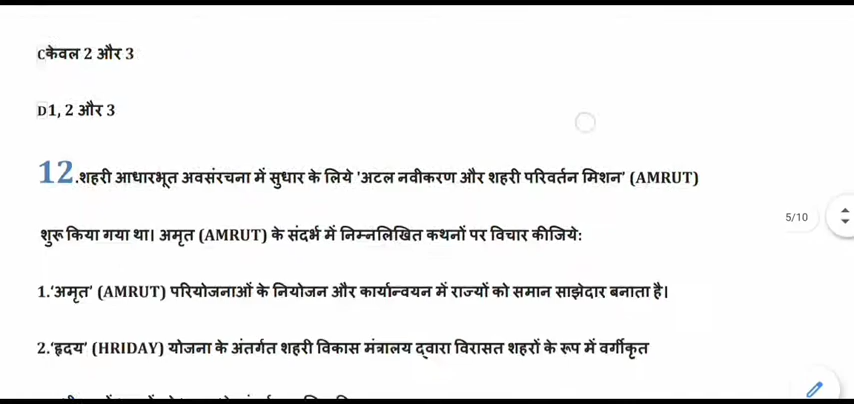 Cकेवल 2 और 3
D1, 2 और 3
12.शहरी आधारभूत अवसंरचना में सुधार के लिये 'अटल नवीकरण और शहरी परिवर्तन मिशन' (AMRUT)
शुरू किया गया था। अमृत (AMRUT) के संदर्भ में निम्नलिखित कथनों पर विचार कीजिये:
5/10
1.'अमृत' (AMRUT) परियोजनाओं के नियोजन और कार्यान्वयन में राज्यों को समान साझेदार बनाता है।
2.'हृदय' (HRIDAY) योजना के अंतर्गत शहरी विकास मंत्रालय द्वारा विरासत शहरों के रूप में वर्गीकृत